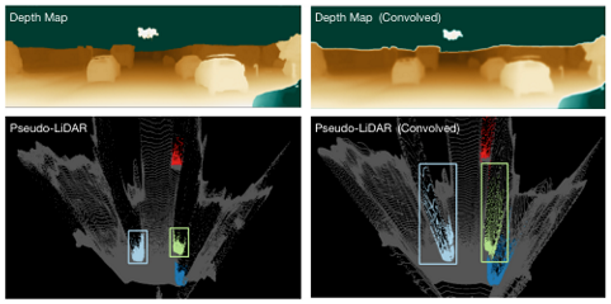 Depth Map
Depth Map (Convolved)
Pseudo-LiDAR
Pseudo-LiDAR (Convolved)